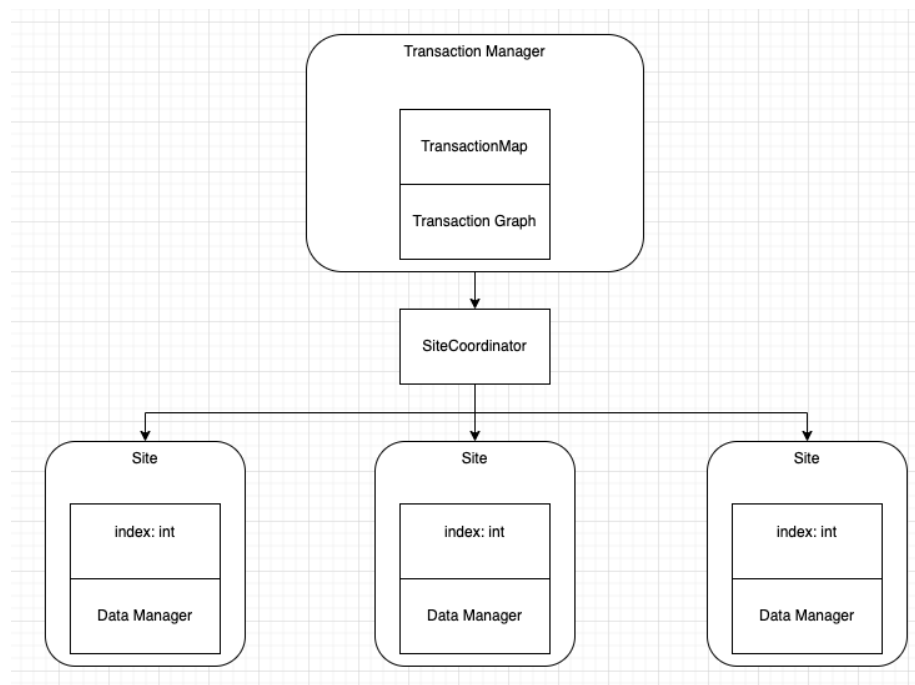 Transaction Manager
TransactionMap
Transaction Graph
SiteCoordinator
Site
Site
Site
index: int
index: int
index: int
Data Manager
Data Manager
Data Manager